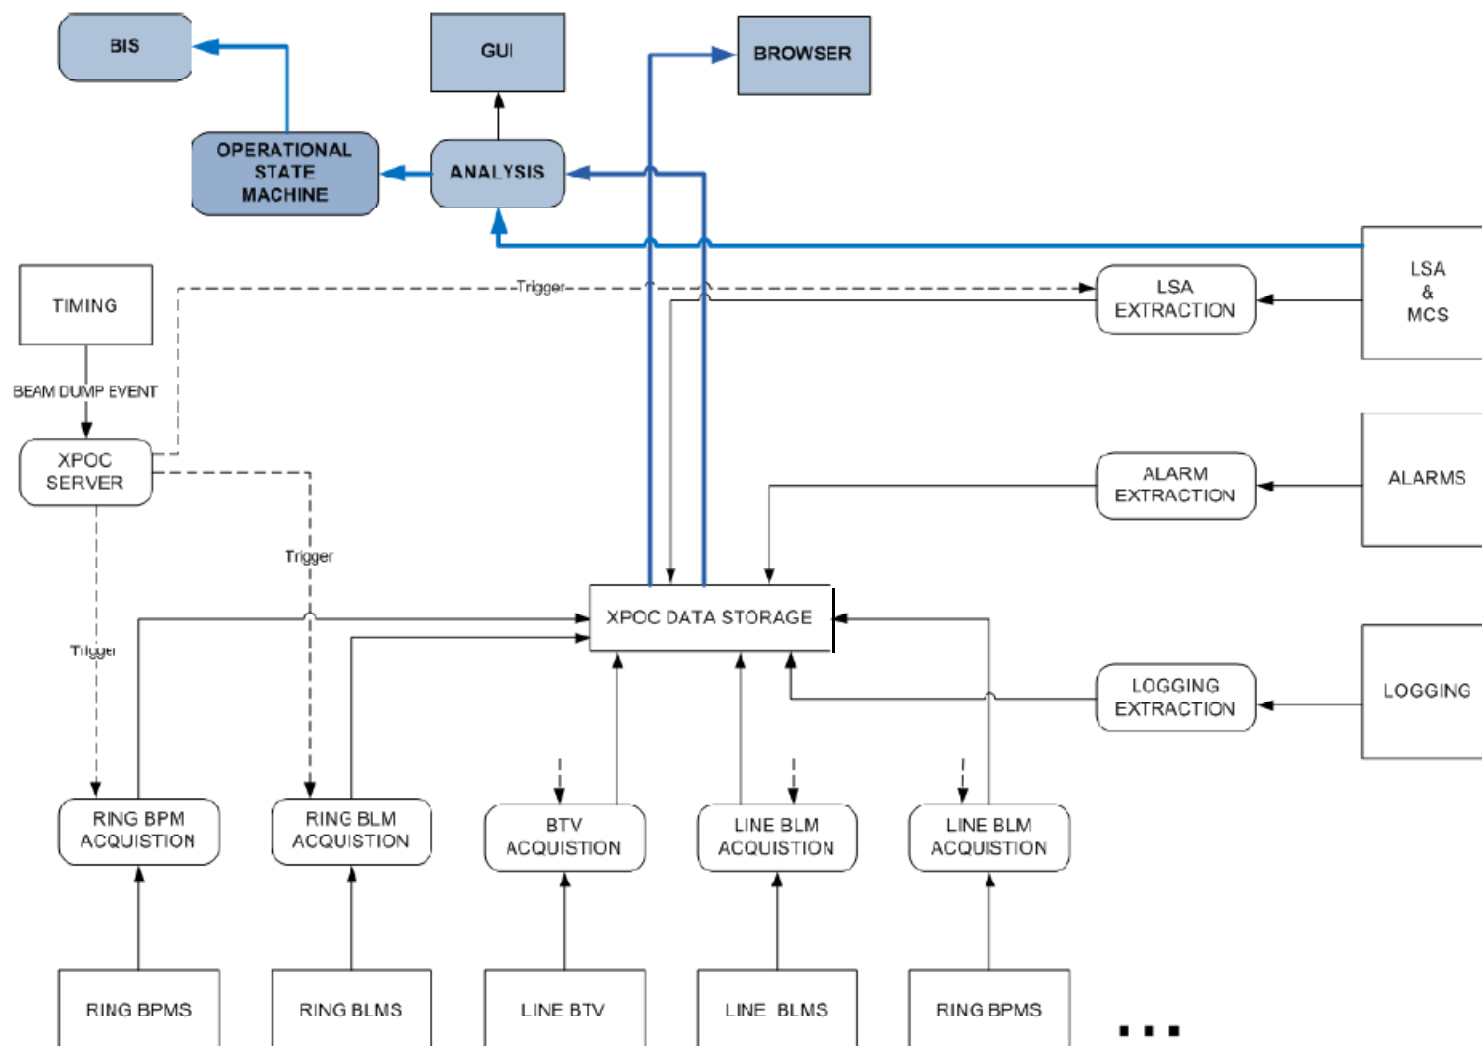 BIS
GUI
BROWSER
OPERATIONAL
STATE
MACHINE
ANALYSIS
LSA
&
MCS
TIMING
Trigger
LSA
EXTRACTION
BEAM DUMP EVENT
XPOC
SERVER
ALARM
EXTRACTION
ALARMS
Trigger
XPOC DATA STORAGE
Trigger
LOGGING
EXTRACTION
LOGGING
RING BPM
ACQUISTION
RING BLM
ACQUISTION
BTV
ACQUISTION
LINE BLM
ACQUISTION
LINE BLM
ACQUISTION
RING BPMS
RING BLMS
LINE BTV
LINE BLMS
RING BPMS
...